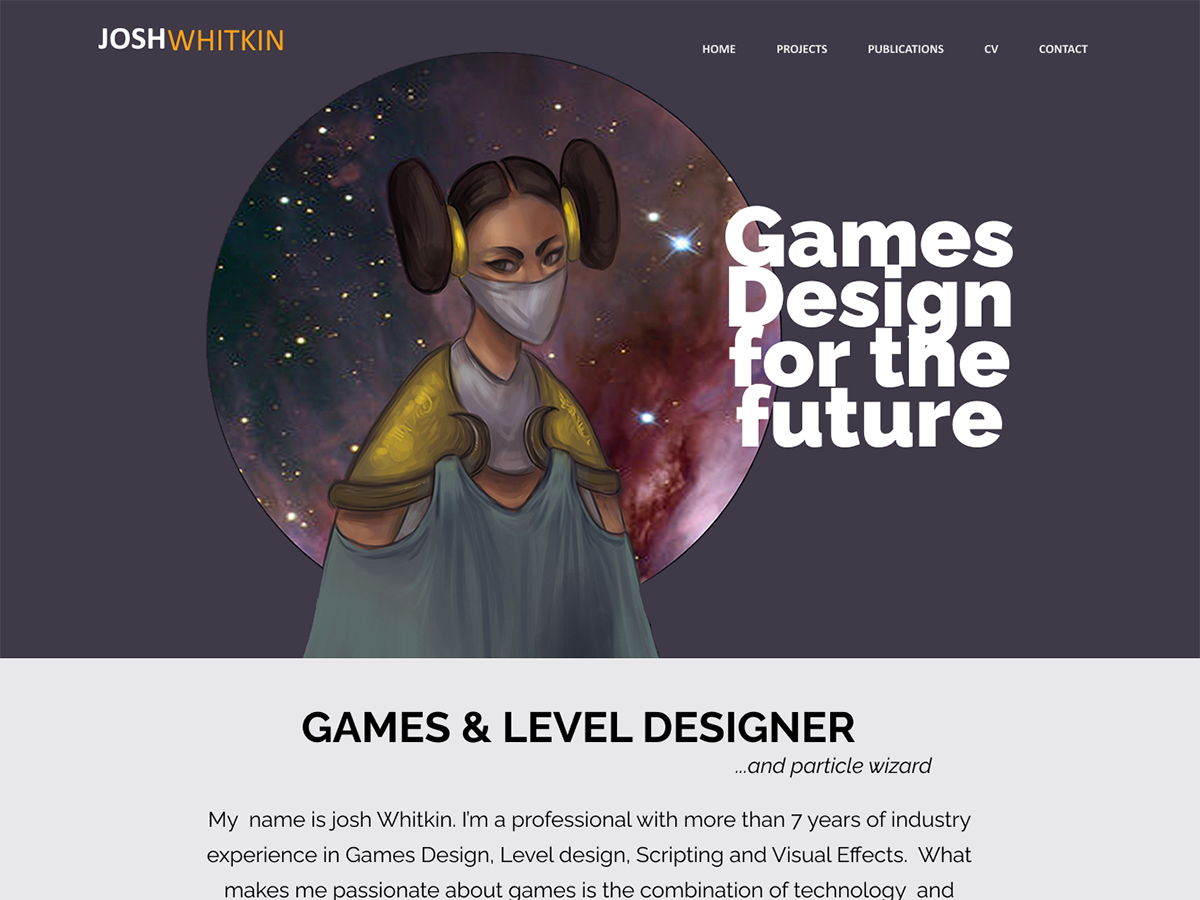 JOSHWHITKIN
HOME PROJECTS PUBLICATIONS CV CONTACT
Games
Design
for the
future
GAMES & LEVEL DESIGNER
...and particle wizard
My name is josh Whitkin. I'm a professional with more than 7 years of industry
experience in Games Design, Level design, Scripting and Visual Effects. What
makes me passionate about games is the combination of technology and